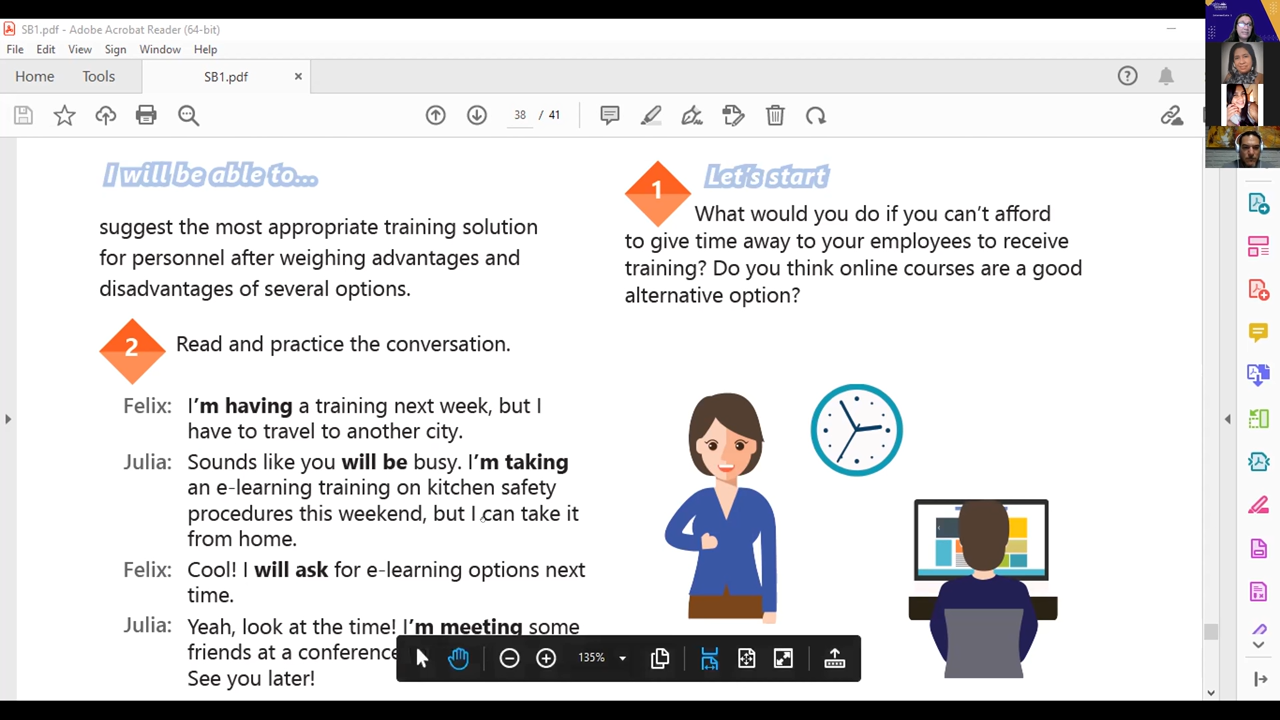 SB1.pdf - Adobe Acrobat Reader (64-bit)
File Edit View Sign Window Help
Home Tools SB1.pdf ×
38 / 41
I will be able to...
suggest the most appropriate training solution
for personnel after weighing advantages and
disadvantages of several options.
1 Let's start
What would you do if you can't afford
to give time away to your employees to receive
training? Do you think online courses are a good
alternative option?
2 Read and practice the conversation.
Felix: I'm having a training next week, but I
have to travel to another city.
Julia: Sounds like you will be busy. I'm taking
an e-learning training on kitchen safety
procedures this weekend, but I can take it
from home.
Felix: Cool! I will ask for e-learning options next
time.
Julia: Yeah, look at the time! I'm meeting some
friends at a conference
See you later!
135%